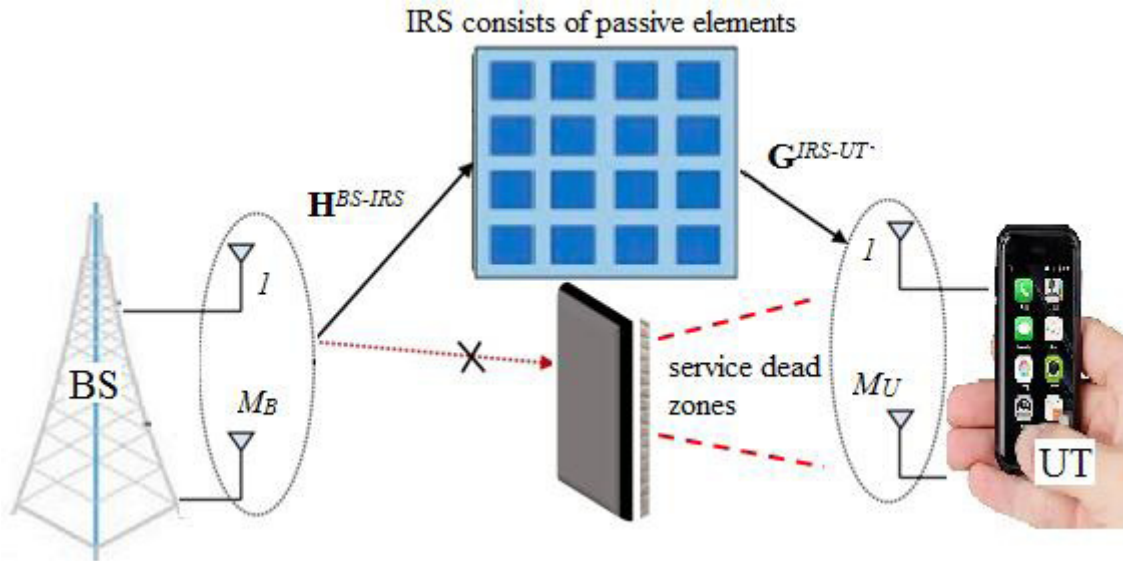 IRS consists of passive elements
H^{BS-IRS}
G^{IRS-UT}
1
1
BS
M_B
service dead
zones
M_U
UT